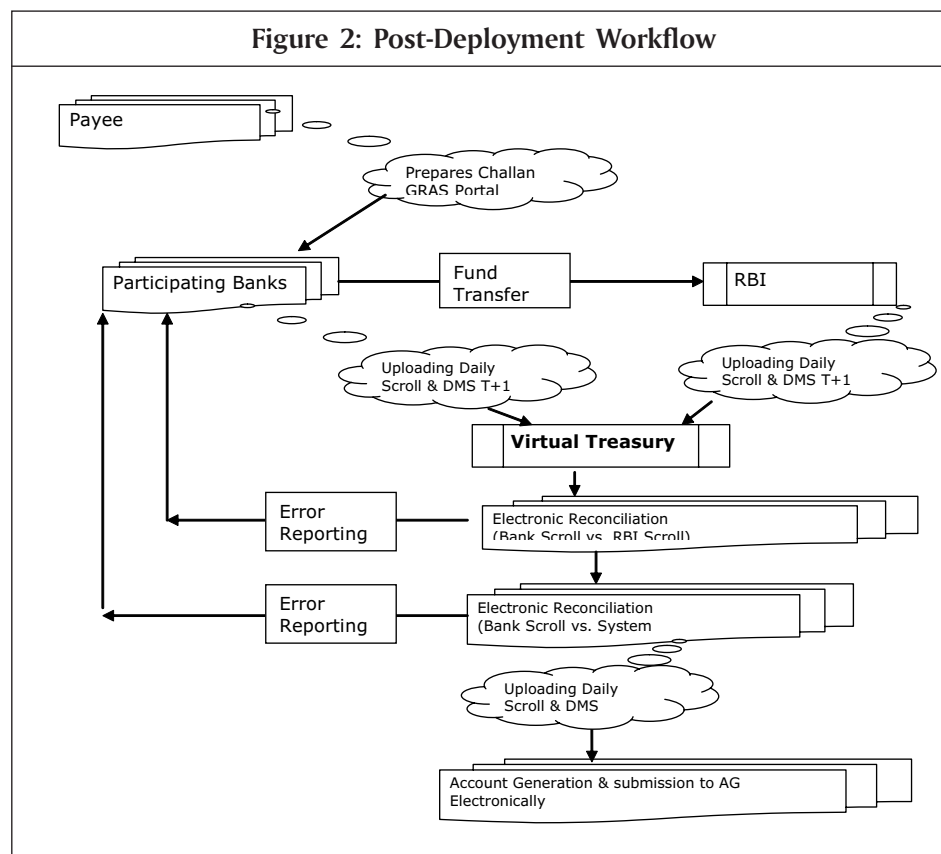 Figure 2: Post-Deployment Workflow
Payee
Prepares Challan
GRAS Portal
Participating Banks
Fund
Transfer
RBI
Uploading Daily
Scroll & DMS T+1
Uploading Daily
Scroll & DMS T+1
Virtual Treasury
Error
Reporting
Electronic Reconciliation
(Bank Scroll vs. RBI Scroll)
Error
Reporting
Electronic Reconciliation
(Bank Scroll vs. System
Uploading Daily
Scroll & DMS
Account Generation & submission to AG
Electronically